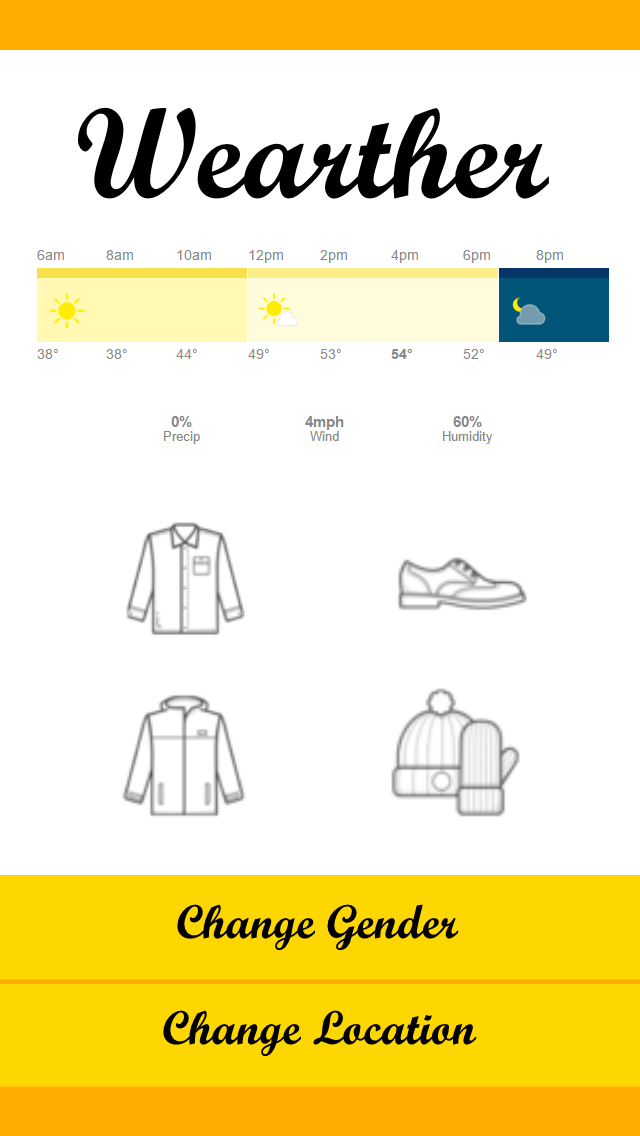 Wearther
6am 8am 10am 12pm 2pm 4pm 6pm 8pm
38° 38° 44° 49° 53° 54° 52° 49°
0% 4mph 60%
Precip Wind Humidity
Change Gender
Change Location